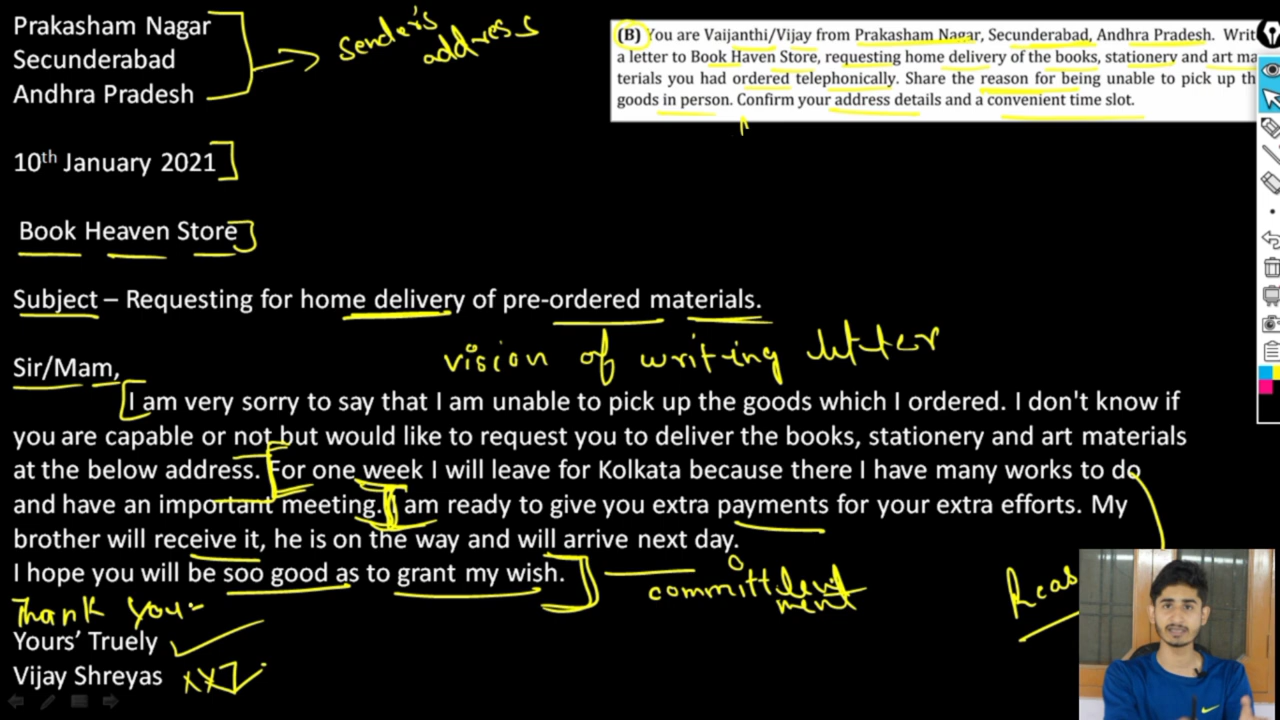 Prakasham Nagar
Secunderabad
Andhra Pradesh
sender's
address
(B) You are Vaijanthi/Vijay from Prakasham Nagar, Secunderabad, Andhra Pradesh. Writ
a letter to Book Haven Store, requesting home delivery of the books, stationery and art ma
terials you had ordered telephonically. Share the reason for being unable to pick up th
goods in person. Confirm your address details and a convenient time slot.
10th January 2021
Book Heaven Store
Subject – Requesting for home delivery of pre-ordered materials.
vision of writing letter
Sir/Mam,
I am very sorry to say that I am unable to pick up the goods which I ordered. I don't know if
you are capable or not but would like to request you to deliver the books, stationery and art materials
at the below address. For one week I will leave for Kolkata because there I have many works to do
and have an important meeting. I am ready to give you extra payments for your extra efforts. My
brother will receive it, he is on the way and will arrive next day.
I hope you will be soo good as to grant my wish.
Thank you:-
Yours' Truely
Vijay Shreyas XYZ
Reas